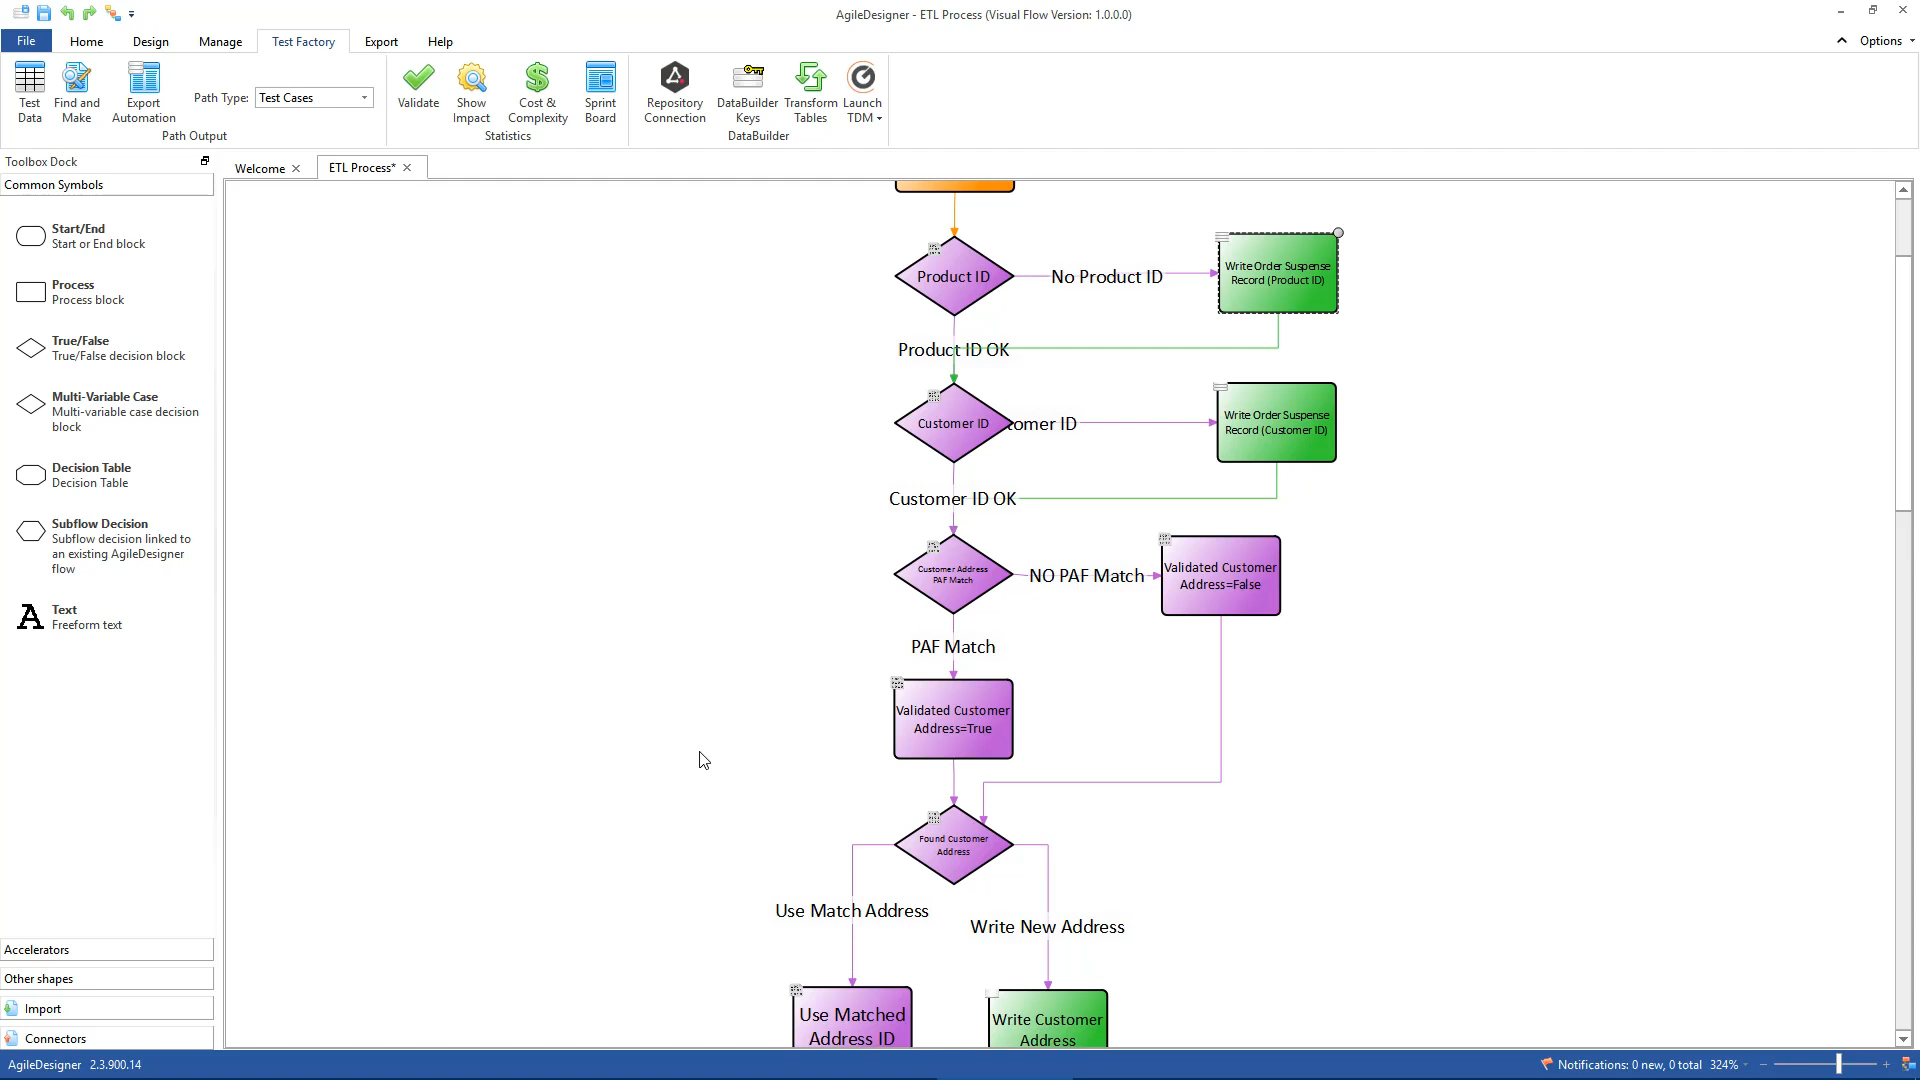 AgileDesigner - ETL Process (Visual Flow Version: 1.0.0.0)
File
Home
Design
Manage
Test Factory
Export
Help
Options
Test
Data
Find and
Make
Export
Automation
Path Type:
Test Cases
Path Output
Validate
Show
Impact
Cost &
Complexity
Sprint
Board
Statistics
Repository
Connection
DataBuilder
Keys
Transform
Tables
Launch
TDM
DataBuilder
Toolbox Dock
Common Symbols
Start/End
Start or End block
Process
Process block
True/False
True/False decision block
Multi-Variable Case
Multi-variable case decision
block
Decision Table
Decision Table
Subflow Decision
Subflow decision linked to
an existing AgileDesigner
flow
A
Text
Freeform text
Accelerators
Other shapes
Import
Connectors
Welcome
ETL Process*
Product ID
No Product ID
Write Order Suspense
Record (Product ID)
Product ID OK
Customer ID
tomer ID
Write Order Suspense
Record (Customer ID)
Customer ID OK
Customer Address
PAF Match
NO PAF Match
Validated Customer
Address=False
PAF Match
Validated Customer
Address=True
Found Customer
Address
Use Match Address
Write New Address
Use Matched
Address ID
Write Customer
Address
AgileDesigner 2.3.900.14
Notifications: 0 new, 0 total 324%